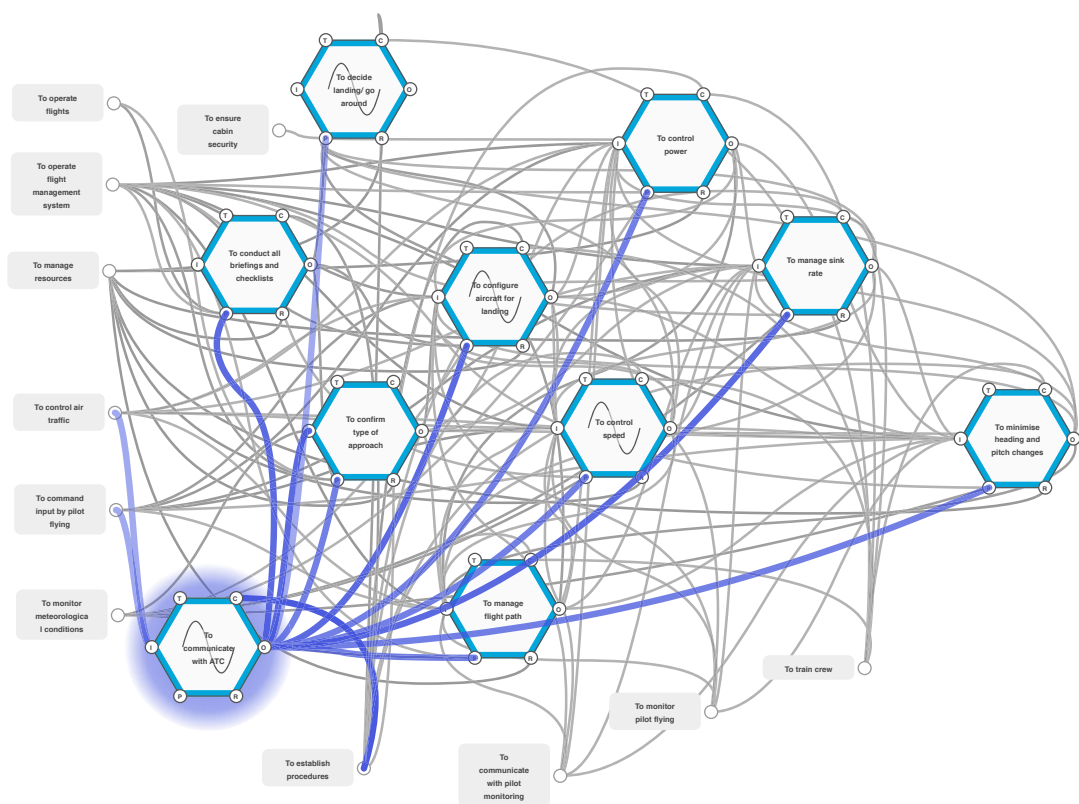 T
C
I
To decide
landing/ go
around
O
P
R
To operate
flights
To ensure
cabin
security
T
C
I
To control
power
O
P
R
To operate
flight
management
system
T
C
I
To conduct all
briefings and
checklists
O
P
R
T
C
I
To manage sink
rate
O
P
R
T
C
I
To configure
aircraft for
landing
O
P
R
To manage
resources
T
C
I
To confirm
type of
approach
O
P
R
T
C
I
To control
speed
O
P
R
T
C
I
To minimise
heading and
pitch changes
O
P
R
To control air
traffic
To command
input by pilot
flying
T
C
I
To manage
flight path
O
P
R
To monitor
meteorologica
l conditions
T
C
I
To
communicate
with ATC
O
P
R
To train crew
To monitor
pilot flying
To establish
procedures
To
communicate
with pilot
monitoring